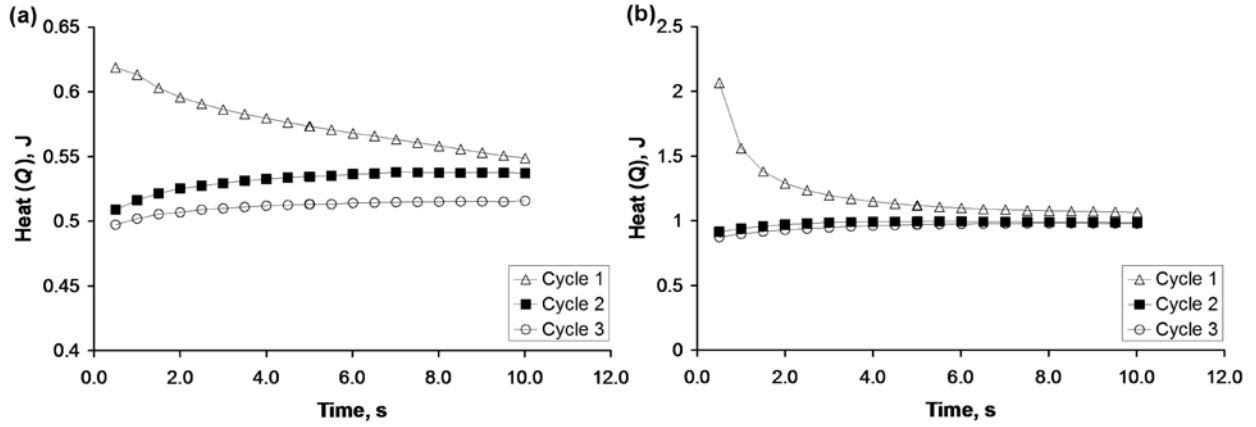 (a)
0.65
0.6
0.55
0.5
0.45
0.4
Heat (Q), J
0.0 2.0 4.0 6.0 8.0 10.0 12.0
Time, s
Cycle 1
Cycle 2
Cycle 3
(b)
2.5
2
1.5
1
0.5
0
Heat (Q), J
0.0 2.0 4.0 6.0 8.0 10.0 12.0
Time, s
Cycle 1
Cycle 2
Cycle 3